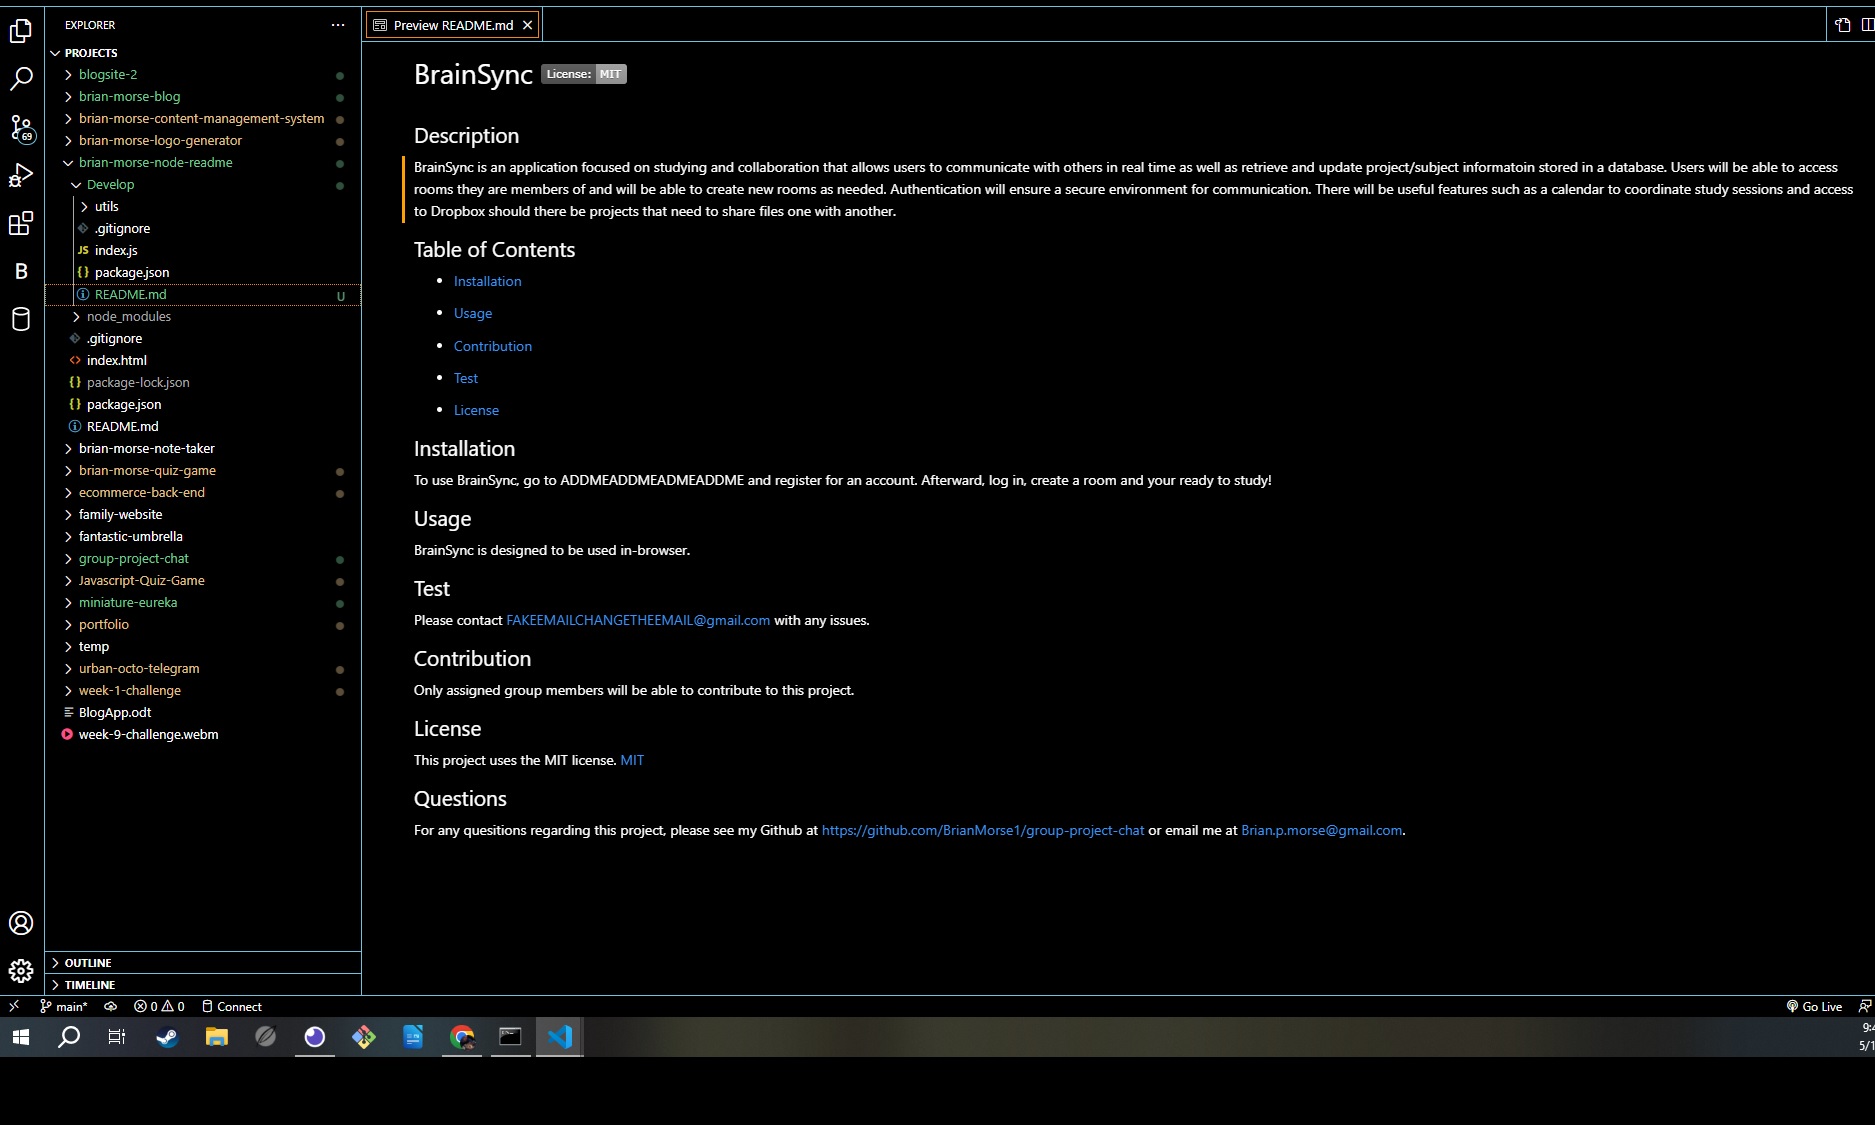 EXPLORER
PROJECTS
blogsite-2
brian-morse-blog
brian-morse-content-management-system
brian-morse-logo-generator
brian-morse-node-readme
Develop
utils
.gitignore
JS index.js
{} package.json
README.md U
node_modules
.gitignore
<> index.html
{} package-lock.json
{} package.json
README.md
brian-morse-note-taker
brian-morse-quiz-game
ecommerce-back-end
family-website
fantastic-umbrella
group-project-chat
Javascript-Quiz-Game
miniature-eureka
portfolio
temp
urban-octo-telegram
week-1-challenge
BlogApp.odt
week-9-challenge.webm
OUTLINE
TIMELINE
69
B
Preview README.md
BrainSync License: MIT
Description
BrainSync is an application focused on studying and collaboration that allows users to communicate with others in real time as well as retrieve and update project/subject informatoin stored in a database. Users will be able to access
rooms they are members of and will be able to create new rooms as needed. Authentication will ensure a secure environment for communication. There will be useful features such as a calendar to coordinate study sessions and access
to Dropbox should there be projects that need to share files one with another.
Table of Contents
• Installation
• Usage
• Contribution
• Test
• License
Installation
To use BrainSync, go to ADDMEADDMEADMEADDME and register for an account. Afterward, log in, create a room and your ready to study!
Usage
BrainSync is designed to be used in-browser.
Test
Please contact FAKEEMAILCHANGETHEEMAIL@gmail.com with any issues.
Contribution
Only assigned group members will be able to contribute to this project.
License
This project uses the MIT license. MIT
Questions
For any quesitions regarding this project, please see my Github at https://github.com/BrianMorse1/group-project-chat or email me at Brian.p.morse@gmail.com.
main* 0 0 Connect Go Live
9:4
5/1